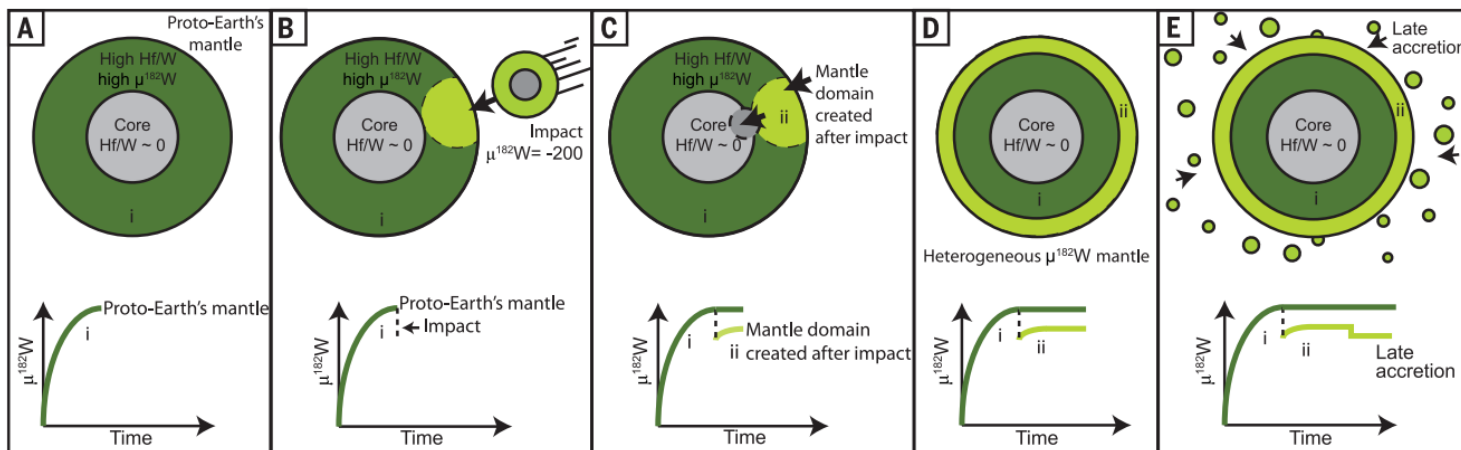 A
Proto-Earth's
mantle
High Hf/W
high μ¹⁸²W
Core
Hf/W ~ 0
i
μ¹⁸²W
Proto-Earth's mantle
i
Time
B
High Hf/W
high μ¹⁸²W
Core
Hf/W ~ 0
Impact
μ¹⁸²W= -200
i
μ¹⁸²W
Proto-Earth's mantle
i
Impact
Time
C
High Hf/W
high μ¹⁸²W
Mantle
domain
created after
impact
ii
Core
Hf/W ~ 0
i
μ¹⁸²W
i
Mantle domain
ii created after impact
Time
D
ii
Core
Hf/W ~ 0
i
Heterogeneous μ¹⁸²W mantle
μ¹⁸²W
i
ii
Time
E
Late
accretion
ii
Core
Hf/W ~ 0
i
μ¹⁸²W
i
ii
Late
accretion
Time